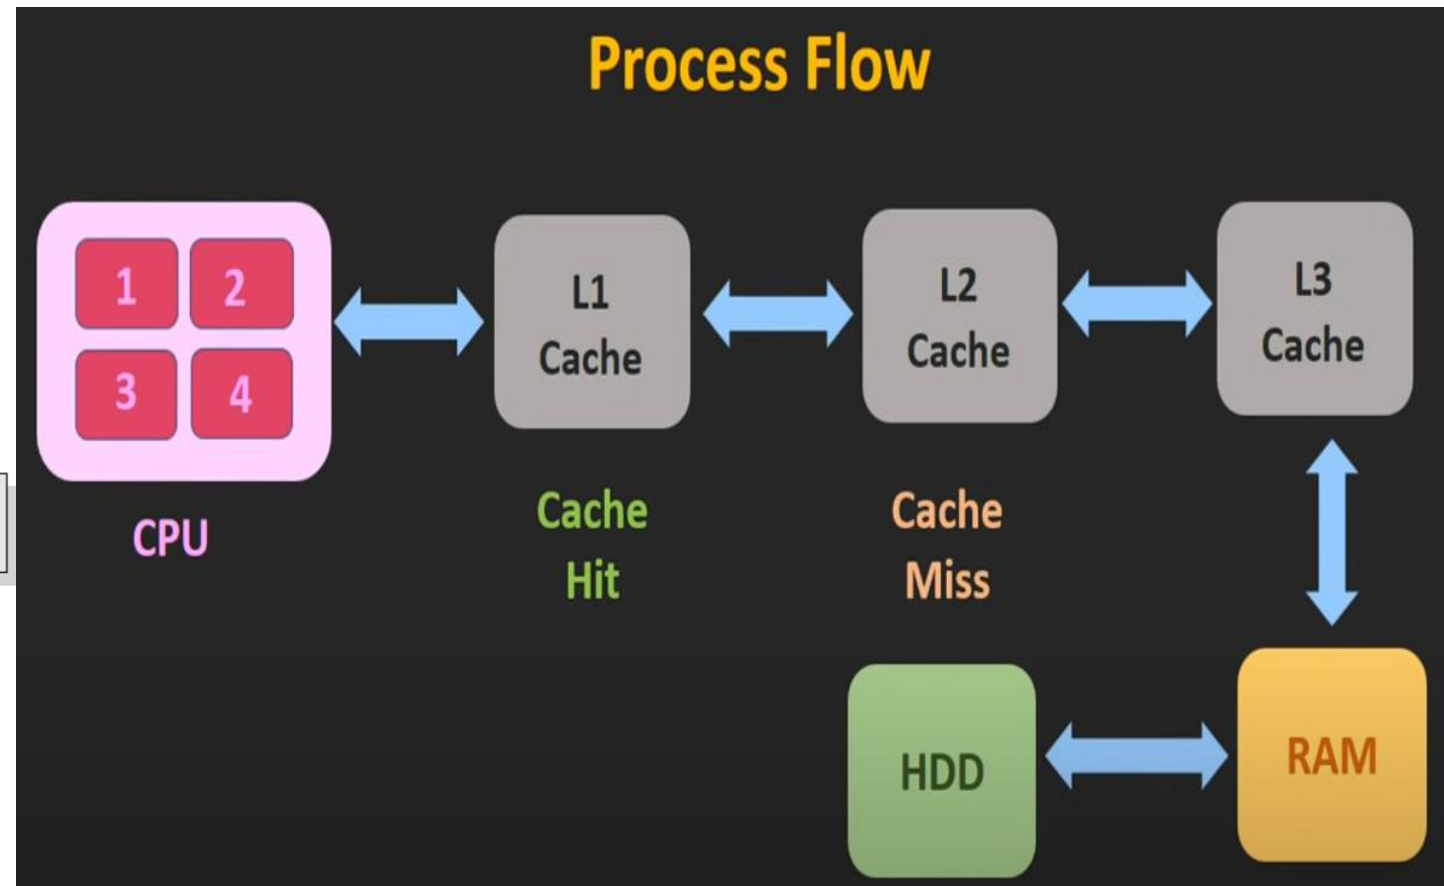 Process Flow
1 2
3 4
CPU
L1
Cache
L2
Cache
L3
Cache
Cache
Hit
Cache
Miss
HDD
RAM